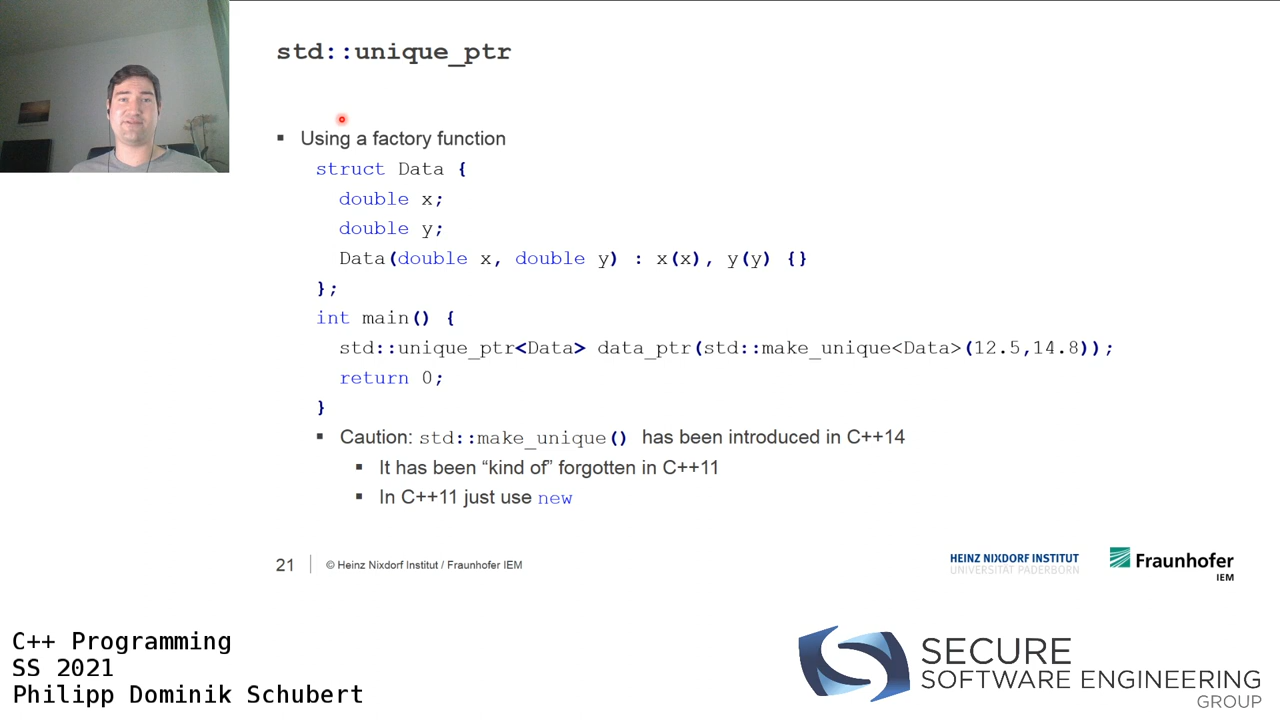 std::unique_ptr
▪ Using a factory function
struct Data {
double x;
double y;
Data(double x, double y) : x(x), y(y) {}
};
int main() {
std::unique_ptr<Data> data_ptr(std::make_unique<Data>(12.5,14.8));
return 0;
}
▪ Caution: std::make_unique() has been introduced in C++14
▪ It has been “kind of” forgotten in C++11
▪ In C++11 just use new
21 © Heinz Nixdorf Institut / Fraunhofer IEM
HEINZ NIXDORF INSTITUT
UNIVERSITÄT PADERBORN
Fraunhofer
IEM
C++ Programming
SS 2021
Philipp Dominik Schubert
SECURE
SOFTWARE ENGINEERING
GROUP